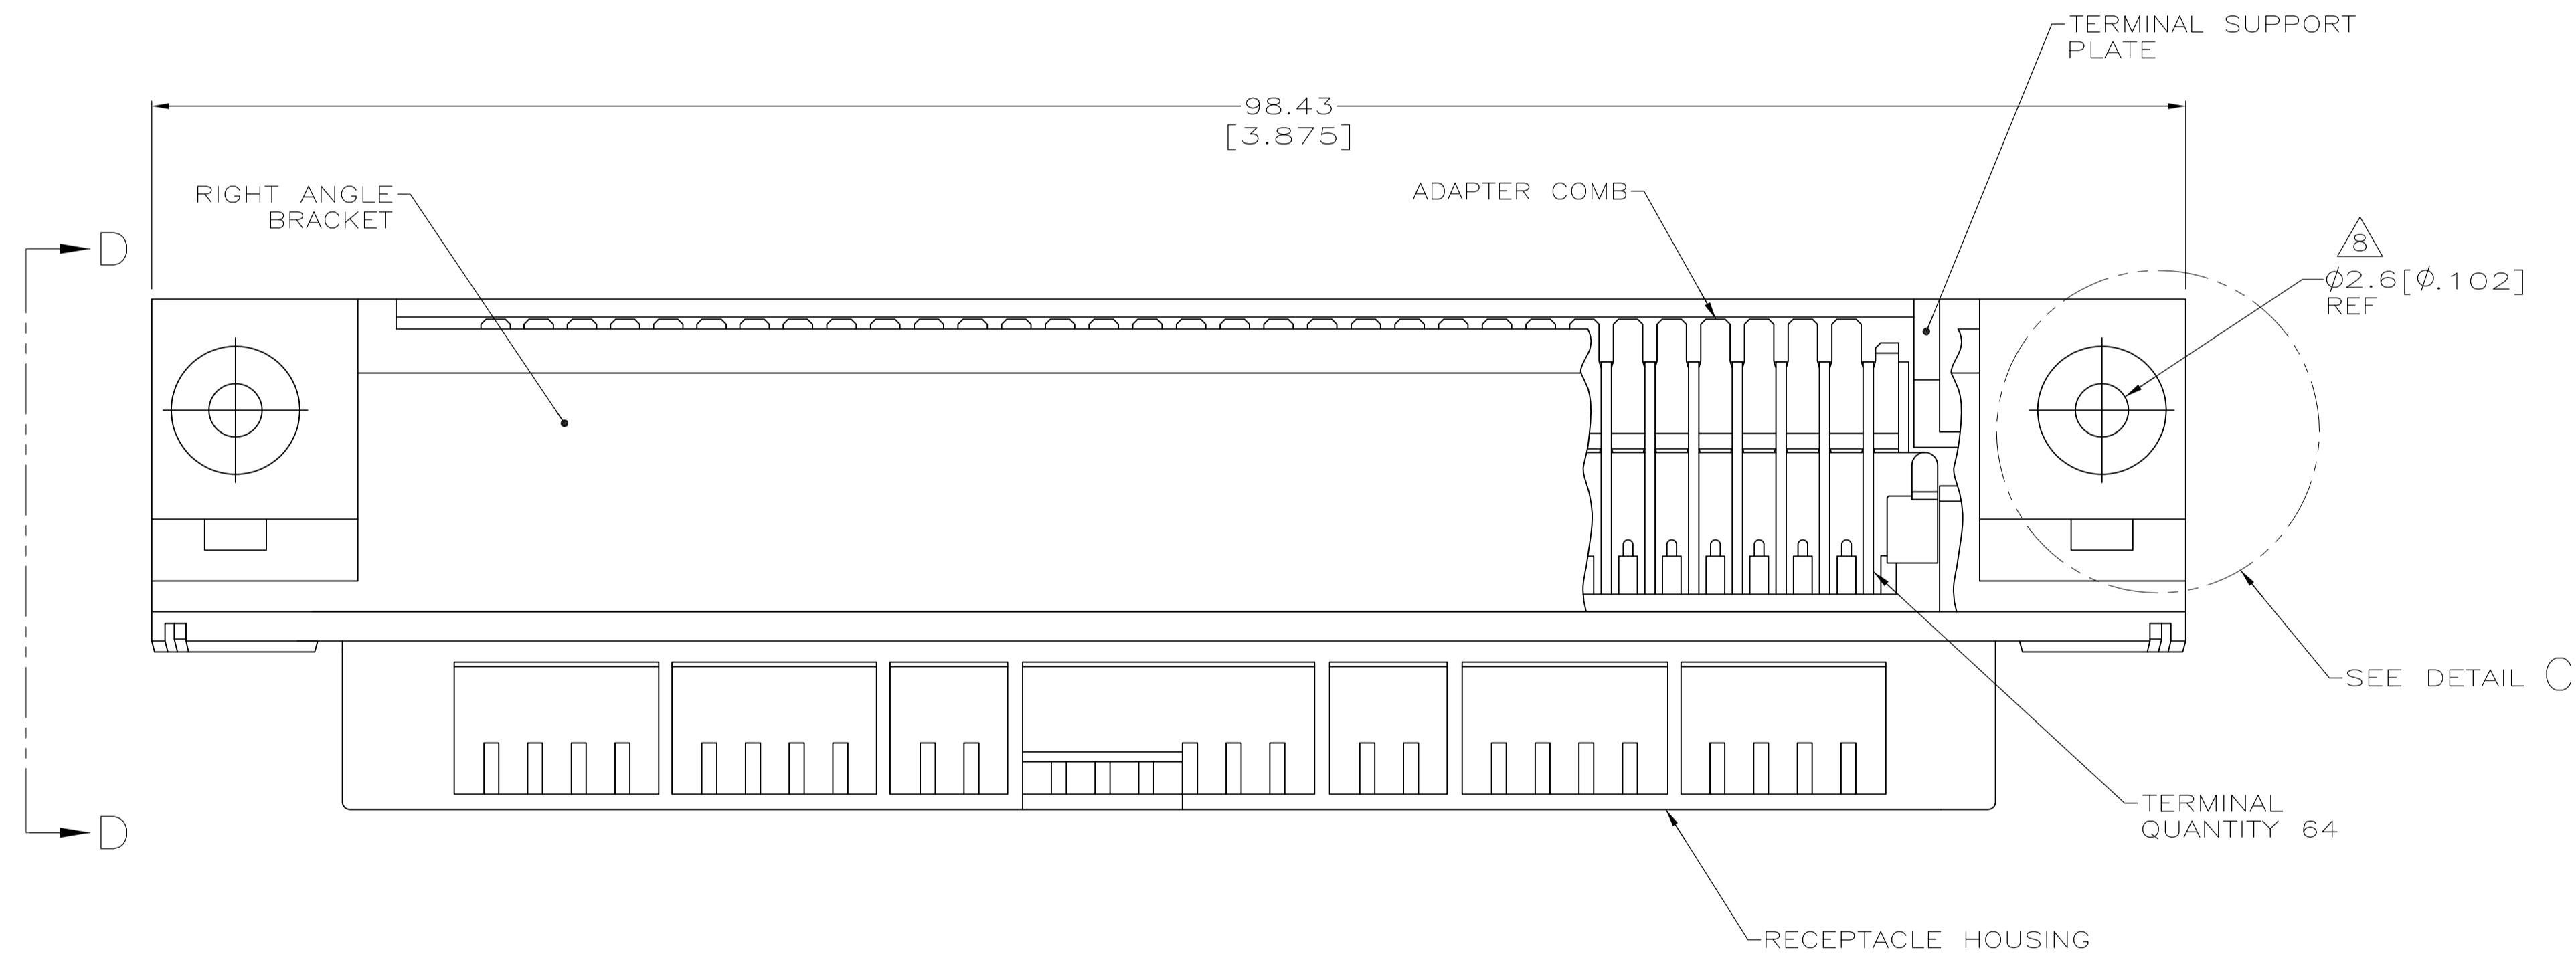 TERMINAL SUPPORT
PLATE
98.43
[3.875]
RIGHT ANGLE
BRACKET
ADAPTER COMB
D
8
Ø2.6[Ø.102]
REF
SEE DETAIL C
TERMINAL
QUANTITY 64
D
RECEPTACLE HOUSING